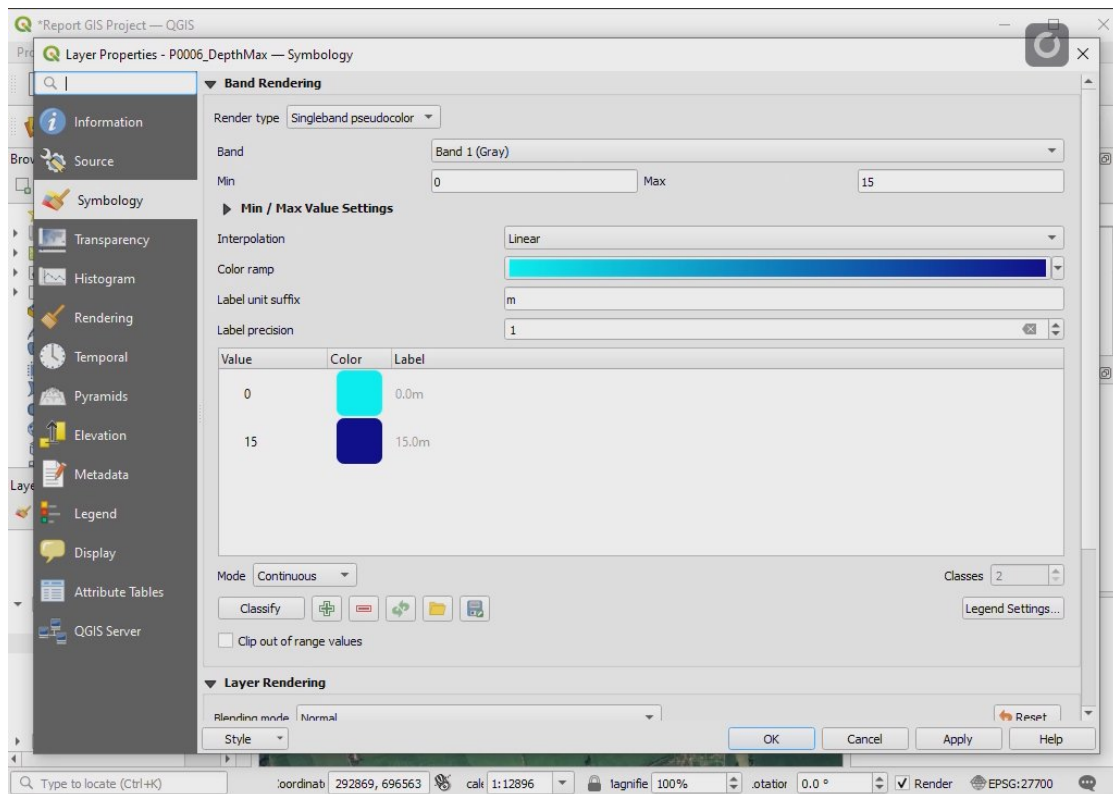 *Report GIS Project — QGIS
Layer Properties - P0006_DepthMax — Symbology
Information
Source
Symbology
Transparency
Histogram
Rendering
Temporal
Pyramids
Elevation
Metadata
Legend
Display
Attribute Tables
QGIS Server
Band Rendering
Render type Singleband pseudocolor
Band Band 1 (Gray)
Min 0 Max 15
Min / Max Value Settings
Interpolation Linear
Color ramp
Label unit suffix m
Label precision 1
Value Color Label
0 0.0m
15 15.0m
Mode Continuous Classes 2
Classify Legend Settings...
Clip out of range values
Layer Rendering
Blending mode Normal Reset
Style OK Cancel Apply Help
Type to locate (Ctrl+K) 292869, 696563 1:12896 100% 0.0 ° Render EPSG:27700